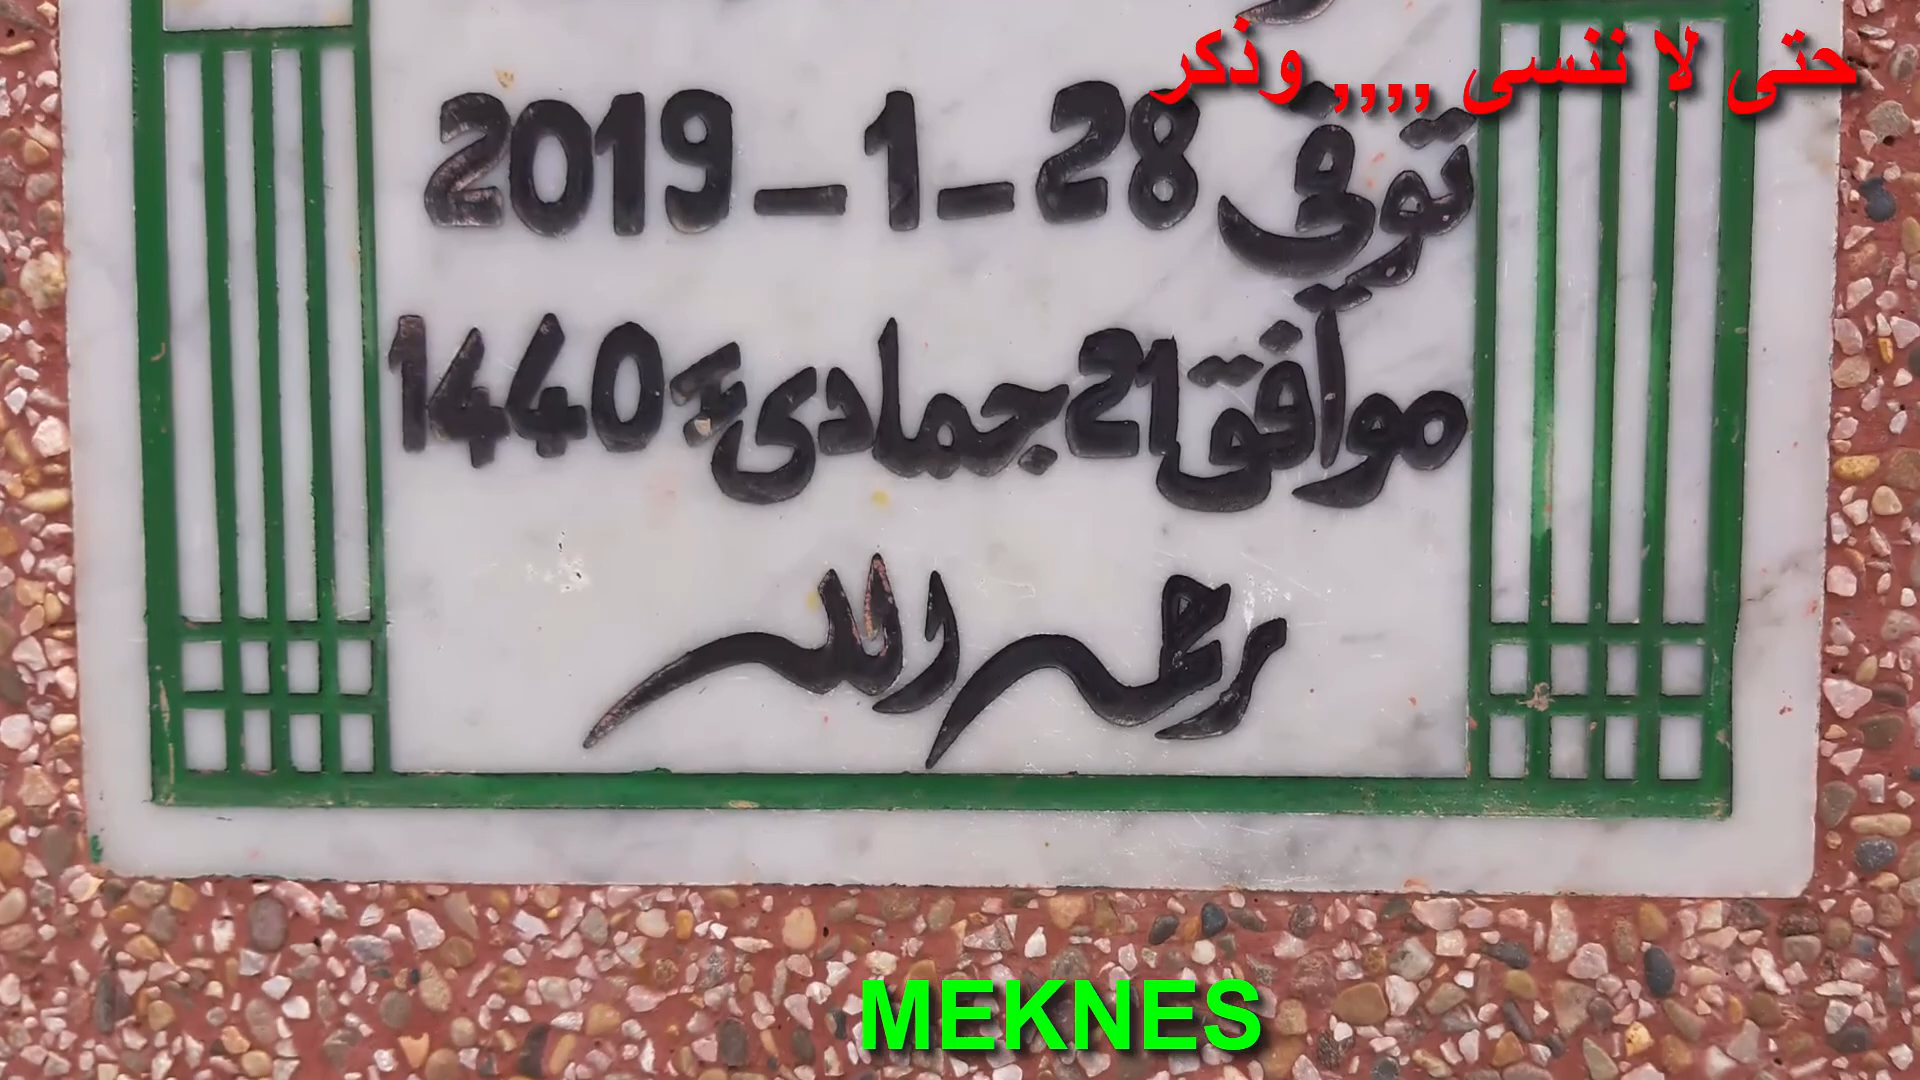 حتى لا ننسى ,,,, وذكر
توفي 28 – 1 – 2019
موافق 21 جمادى 1440
رحمه الله
MEKNES